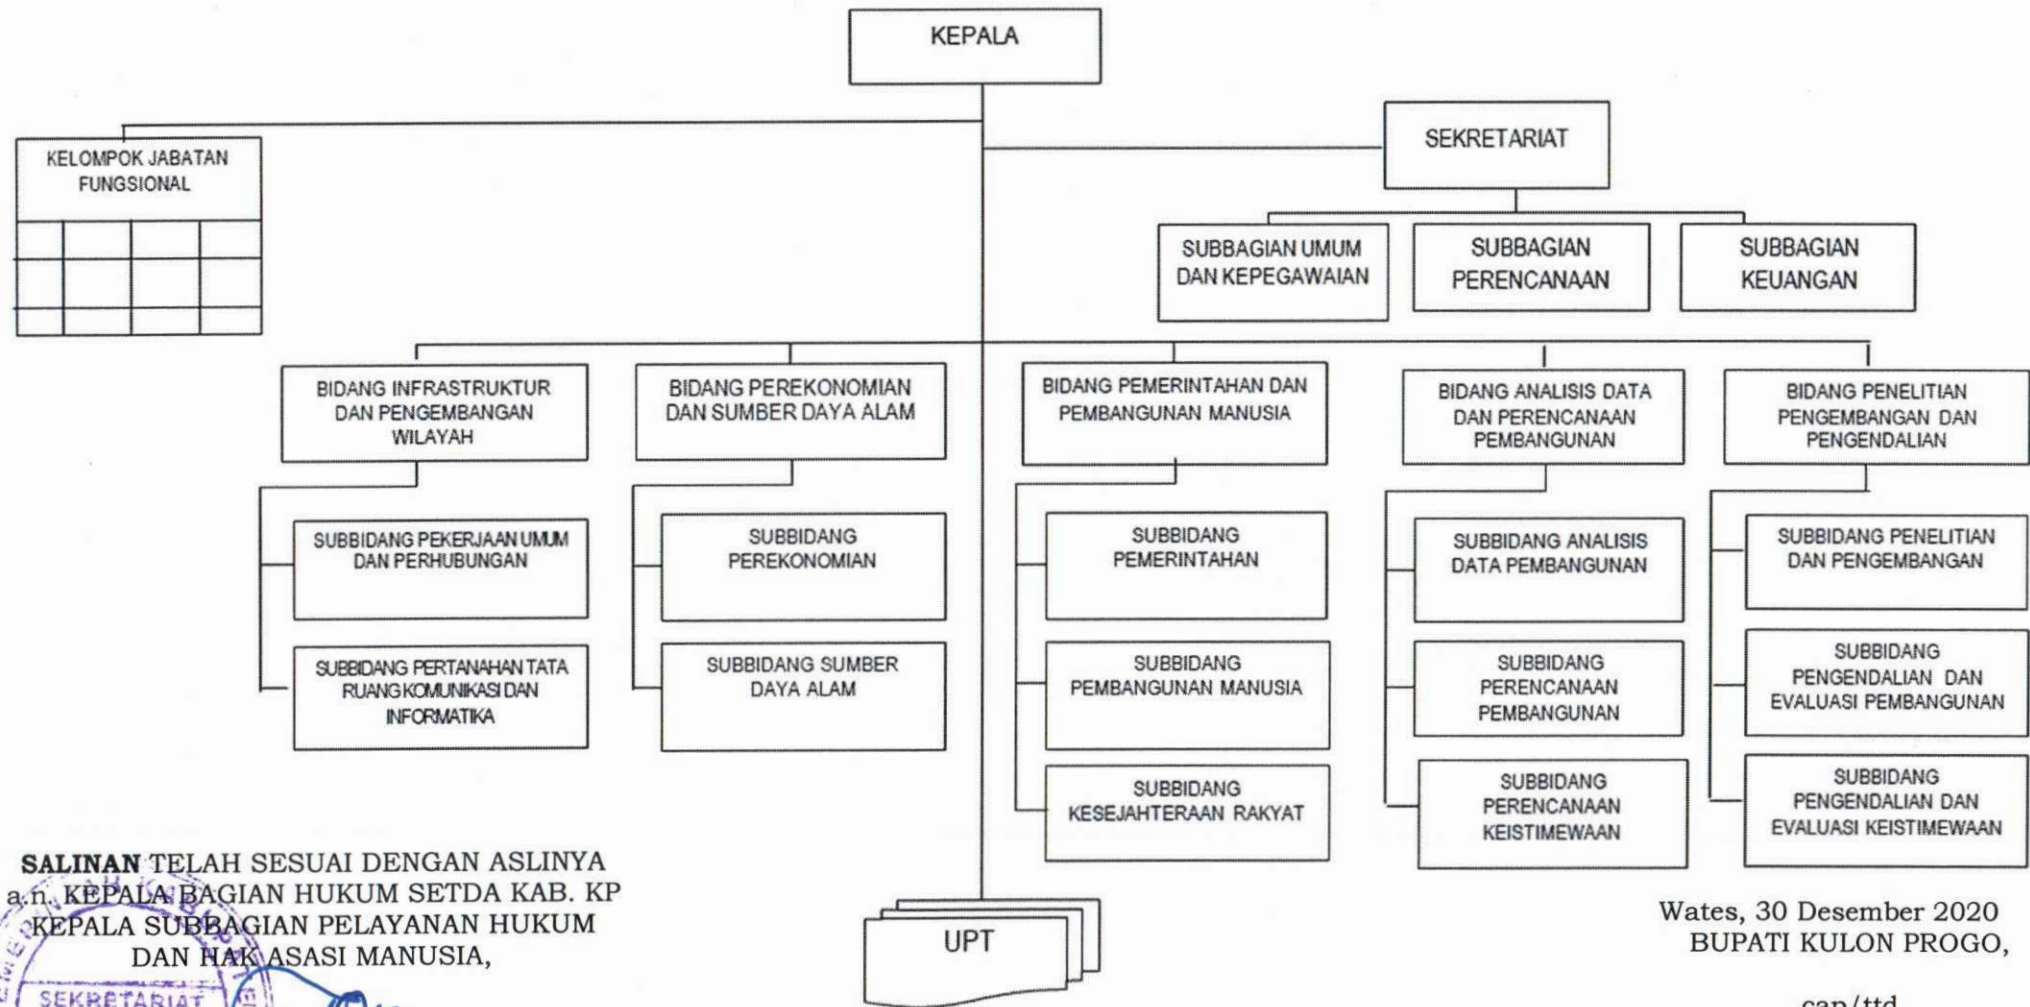 KEPALA
SEKRETARIAT
KELOMPOK JABATAN
FUNGSIONAL
SUBBAGIAN UMUM
DAN KEPEGAWAIAN
SUBBAGIAN
PERENCANAAN
SUBBAGIAN
KEUANGAN
BIDANG INFRASTRUKTUR
DAN PENGEMBANGAN
WILAYAH
BIDANG PEREKONOMIAN
DAN SUMBER DAYA ALAM
BIDANG PEMERINTAHAN DAN
PEMBANGUNAN MANUSIA
BIDANG ANALISIS DATA
DAN PERENCANAAN
PEMBANGUNAN
BIDANG PENELITIAN
PENGEMBANGAN DAN
PENGENDALIAN
SUBBIDANG PEKERJAAN UMUM
DAN PERHUBUNGAN
SUBBIDANG
PEREKONOMIAN
SUBBIDANG
PEMERINTAHAN
SUBBIDANG ANALISIS
DATA PEMBANGUNAN
SUBBIDANG PENELITIAN
DAN PENGEMBANGAN
SUBBIDANG PERTANAHAN TATA
RUANG KOMUNIKASI DAN
INFORMATIKA
SUBBIDANG SUMBER
DAYA ALAM
SUBBIDANG
PEMBANGUNAN MANUSIA
SUBBIDANG
PERENCANAAN
PEMBANGUNAN
SUBBIDANG
PENGENDALIAN DAN
EVALUASI PEMBANGUNAN
SUBBIDANG
KESEJAHTERAAN RAKYAT
SUBBIDANG
PERENCANAAN
KEISTIMEWAAN
SUBBIDANG
PENGENDALIAN DAN
EVALUASI KEISTIMEWAAN
SALINAN TELAH SESUAI DENGAN ASLINYA
a.n. KEPALA BAGIAN HUKUM SETDA KAB. KP
KEPALA SUBBAGIAN PELAYANAN HUKUM
DAN HAK ASASI MANUSIA,
SEKRETARIAT
UPT
Wates, 30 Desember 2020
BUPATI KULON PROGO,
cap/ttd